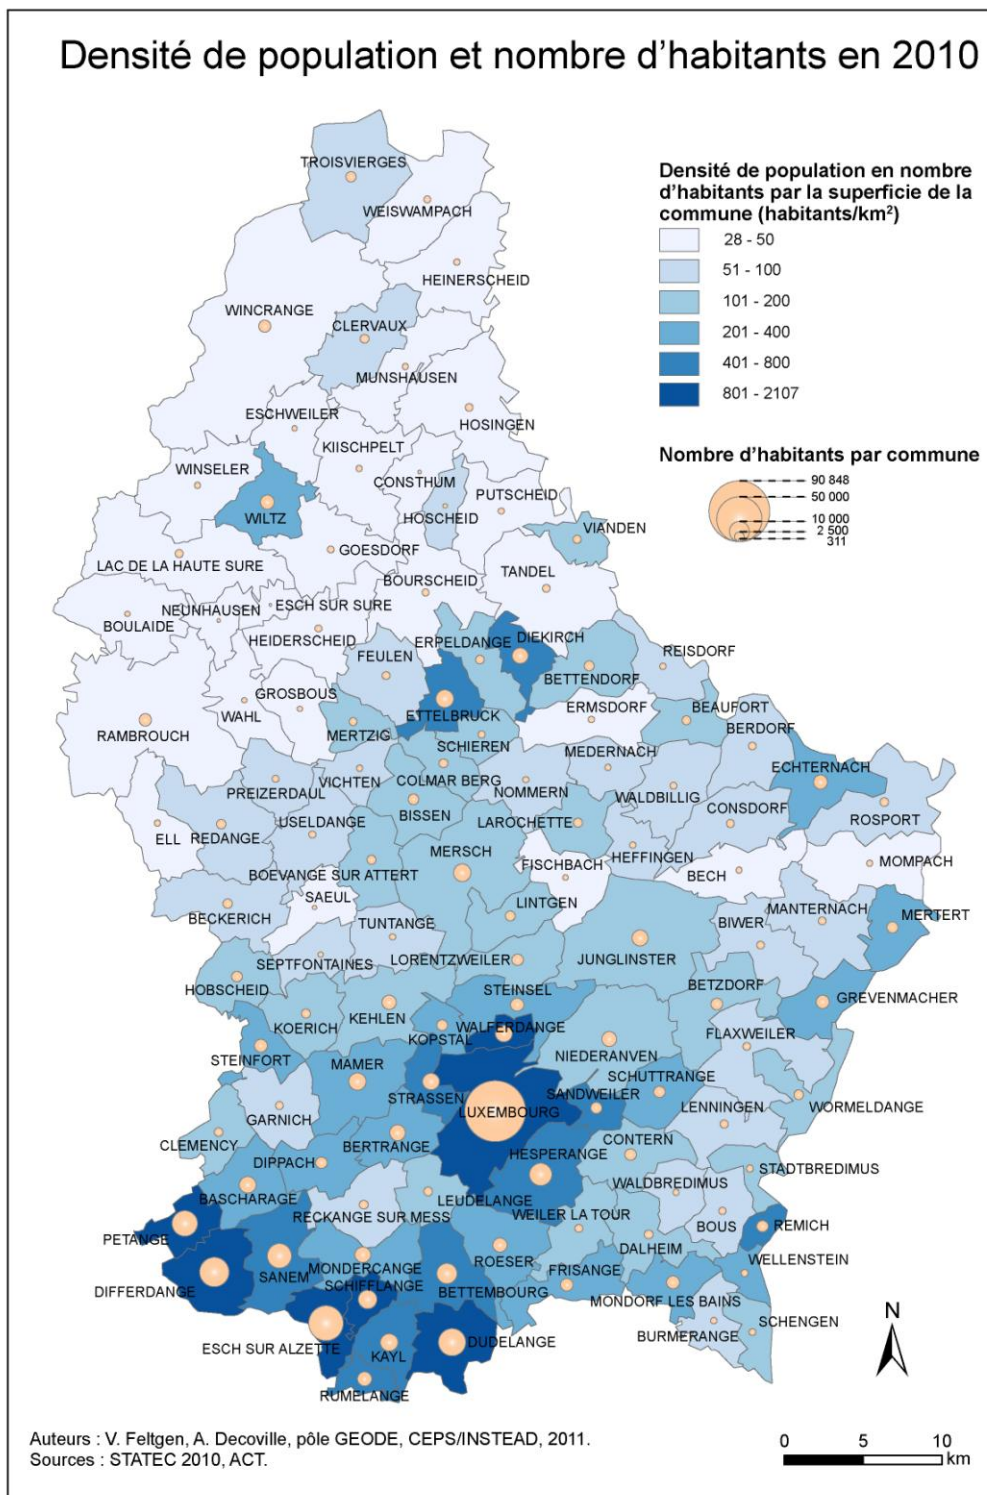 Densité de population et nombre d'habitants en 2010
Densité de population en nombre
d'habitants par la superficie de la
commune (habitants/km²)
28 - 50
51 - 100
101 - 200
201 - 400
401 - 800
801 - 2107
Nombre d'habitants par commune
90 848
50 000
10 000
2 500
311
TROISVIERGES
WEISWAMPACH
HEINERSCHEID
WINCRANGE
CLERVAUX
MUNSHAUSEN
ESCHWEILER
HOSINGEN
KIISCHPELT
WINSELER
CONSTHUM
PUTSCHEID
WILTZ
HOSCHEID
VIANDEN
GOESDORF
LAC DE LA HAUTE SURE
TANDEL
BOURSCHEID
NEUNHAUSEN
ESCH SUR SURE
BOULAIDE
HEIDERSCHEID
ERPELDANGE
DIEKIRCH
FEULEN
REISDORF
BETTENDORF
GROSBOUS
WAHL
ERMSDORF
BEAUFORT
ETTELBRUCK
BERDORF
RAMBROUCH
MERTZIG
SCHIEREN
MEDERNACH
ECHTERNACH
VICHTEN
COLMAR BERG
PREIZERDAUL
NOMMERN
WALDBILLIG
CONSDORF
BISSEN
USELDANGE
LAROCHETTE
ROSPORT
ELL
REDANGE
MERSCH
HEFFINGEN
FISCHBACH
MOMPACH
BOEVANGE SUR ATTERT
BECH
SAEUL
BECKERICH
LINTGEN
MANTERNACH
MERTERT
TUNTANGE
BIWER
SEPTFONTAINES
LORENTZWEILER
JUNGLINSTER
HOBSCHEID
STEINSEL
BETZDORF
GREVENMACHER
KEHLEN
KOERICH
WALFERDANGE
FLAXWEILER
KOPSTAL
STEINFORT
NIEDERANVEN
MAMER
SCHUTTRANGE
STRASSEN
SANDWEILER
LENNINGEN
WORMELDANGE
LUXEMBOURG
GARNICH
CLEMENCY
BERTRANGE
CONTERN
HESPERANGE
DIPPACH
STADTBREDIMUS
WALDBREDIMUS
BASCHARAGE
LEUDELANGE
RECKANGE SUR MESS
WEILER LA TOUR
BOUS
REMICH
PETANGE
DALHEIM
WELLENSTEIN
ROESER
MONDERCANGE
SANEM
FRISANGE
SCHIFFLANGE
BETTEMBOURG
DIFFERDANGE
MONDORF LES BAINS
SCHENGEN
BURMERANGE
ESCH SUR ALZETTE
DUDELANGE
KAYL
RUMELANGE
N
Auteurs : V. Feltgen, A. Decoville, pôle GEODE, CEPS/INSTEAD, 2011.
Sources : STATEC 2010, ACT.
0 5 10
km